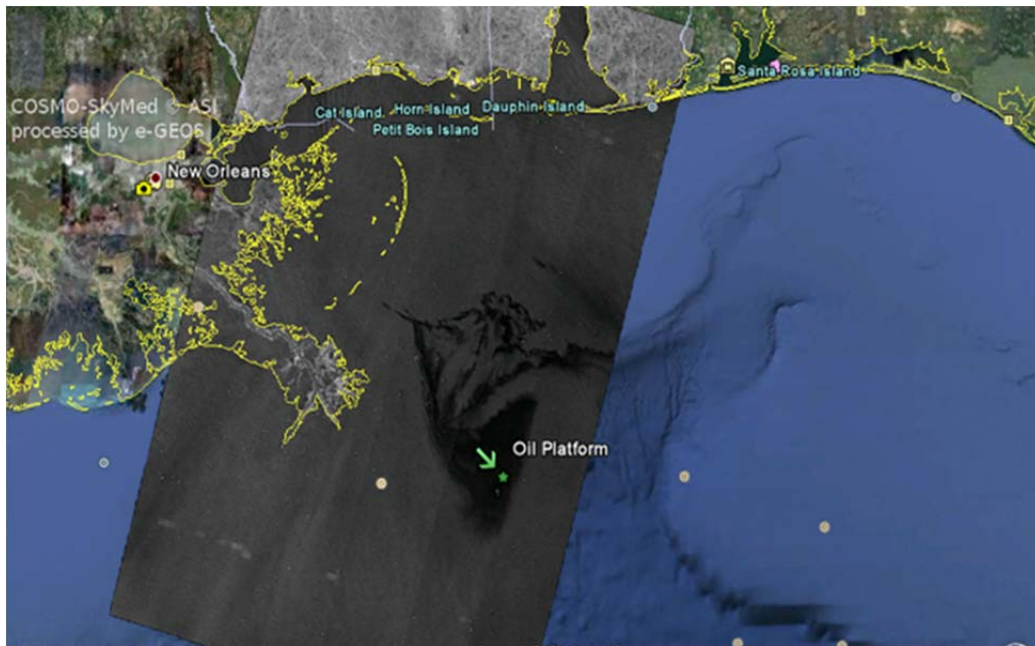 COSMO-SkyMed © ASI
processed by e-GEOS
Santa Rosa Island
Cat Island
Horn Island
Dauphin Island
Petit Bois Island
New Orleans
Oil Platform